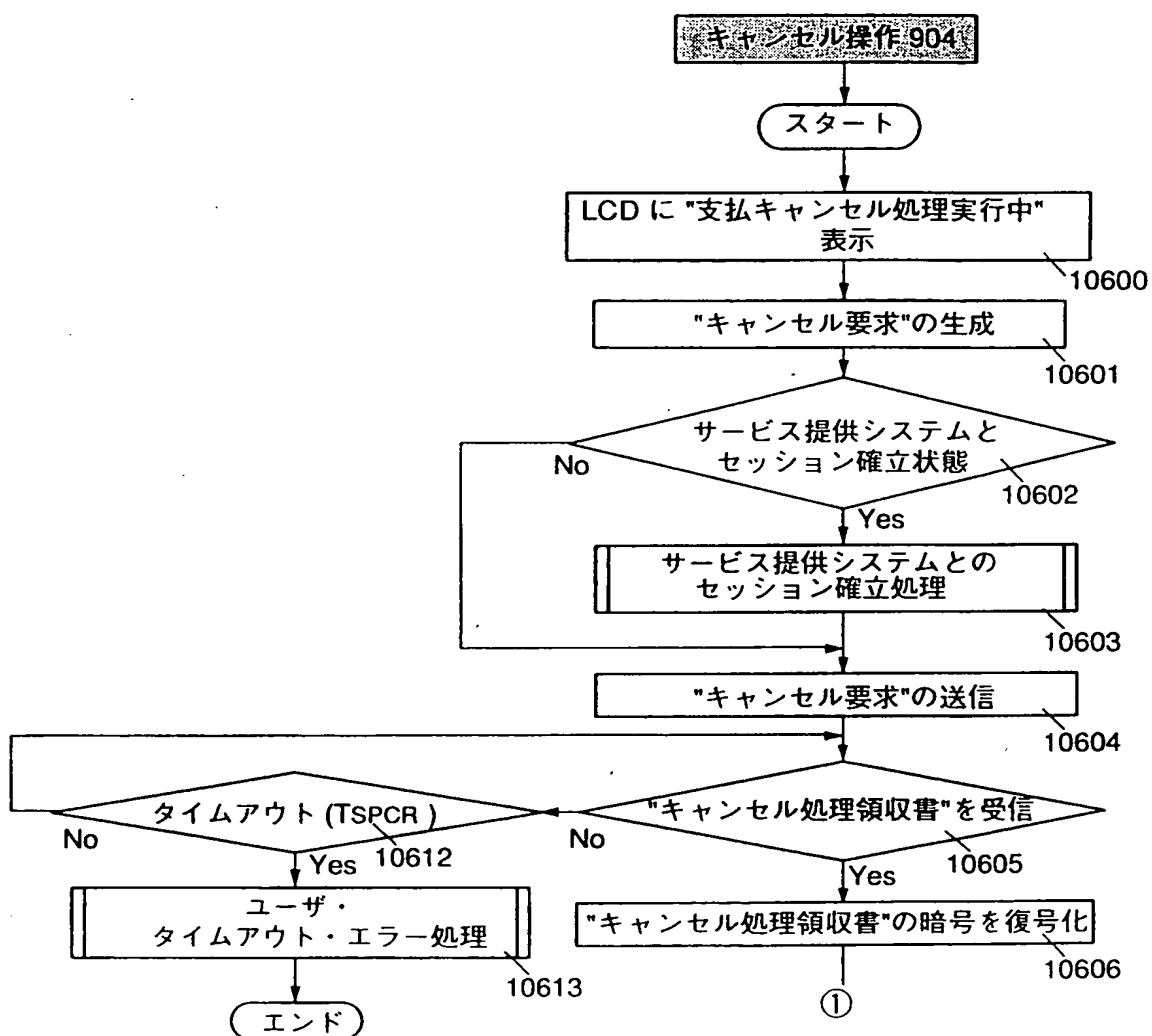 キャンセル操作 904
スタート
LCD に "支払キャンセル処理実行中"
表示
10600
"キャンセル要求"の生成
10601
サービス提供システムと
セッション確立状態
No
10602
Yes
サービス提供システムとの
セッション確立処理
10603
"キャンセル要求"の送信
10604
タイムアウト (TSPCR)
No
10612
Yes
"キャンセル処理領収書"を受信
No
10605
Yes
ユーザ・
タイムアウト・エラー処理
10613
エンド
"キャンセル処理領収書"の暗号を復号化
10606
①